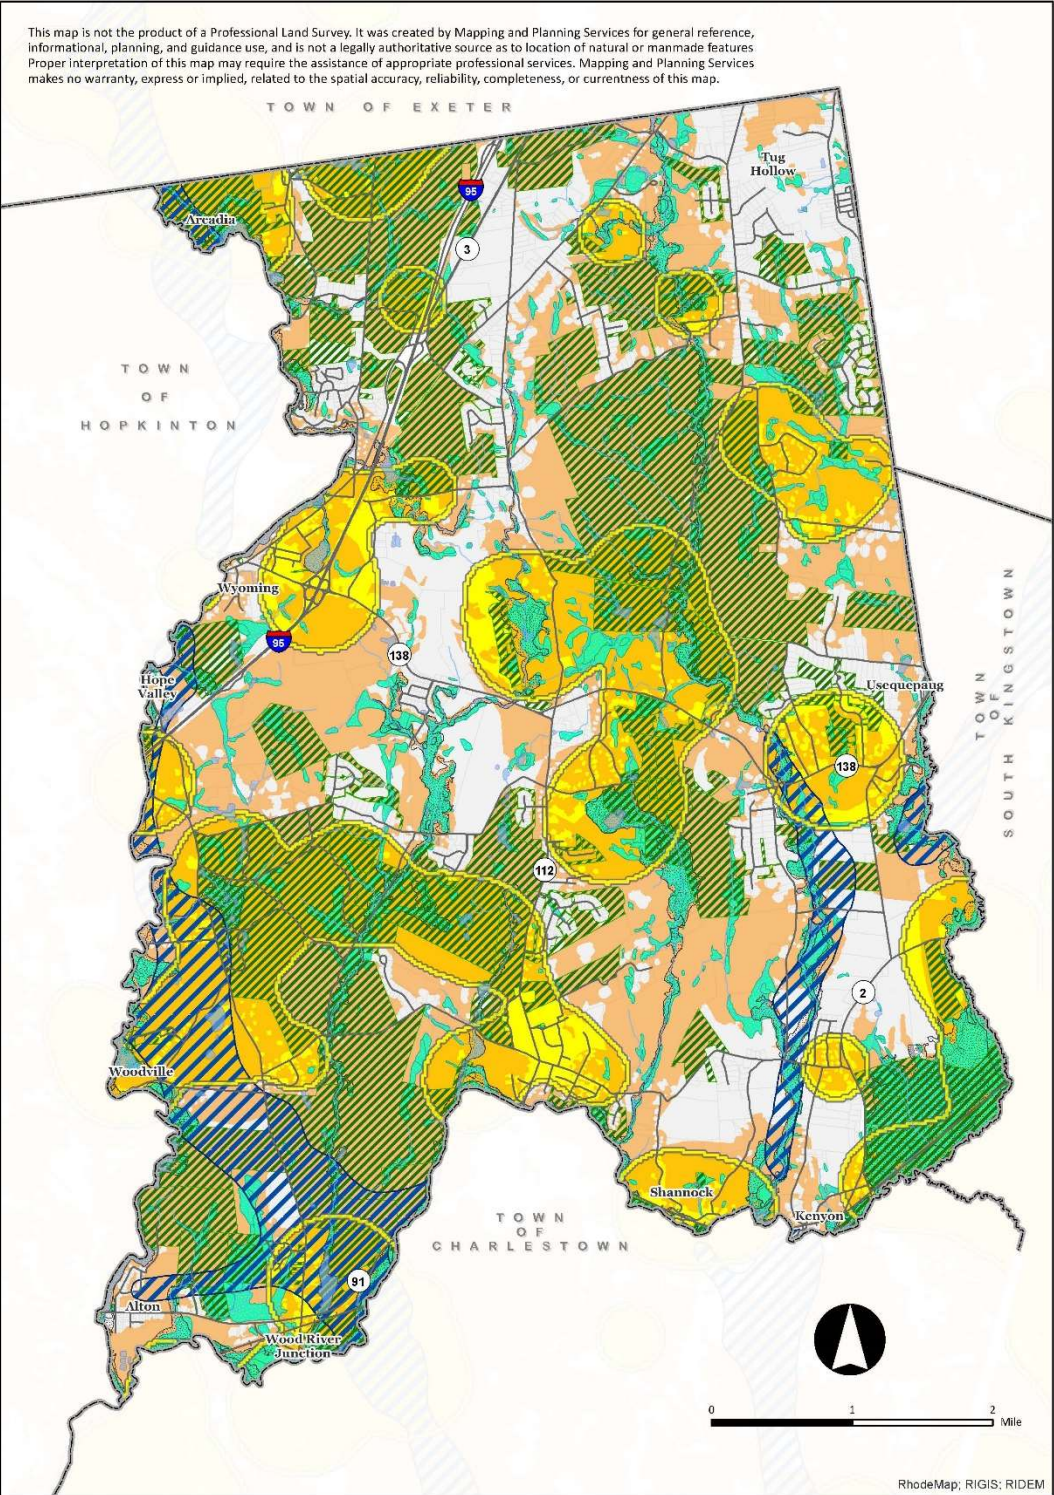 This map is not the product of a Professional Land Survey. It was created by Mapping and Planning Services for general reference,
informational, planning, and guidance use, and is not a legally authoritative source as to location of natural or manmade features
Proper interpretation of this map may require the assistance of appropriate professional services. Mapping and Planning Services
makes no warranty, express or implied, related to the spatial accuracy, reliability, completeness, or currentness of this map.
TOWN OF EXETER
Tug
Hollow
95
Arcadia
3
TOWN
OF
HOPKINTON
Wyoming
95
138
Hope
Valley
Usequepaug
TOWN
OF
SOUTH KINGSTOWN
138
112
2
Woodville
Shannock
Kenyon
TOWN
OF
CHARLESTOWN
91
Alton
Wood River
Junction
0 1 2
Mile
RhodeMap; RIGIS; RIDEM